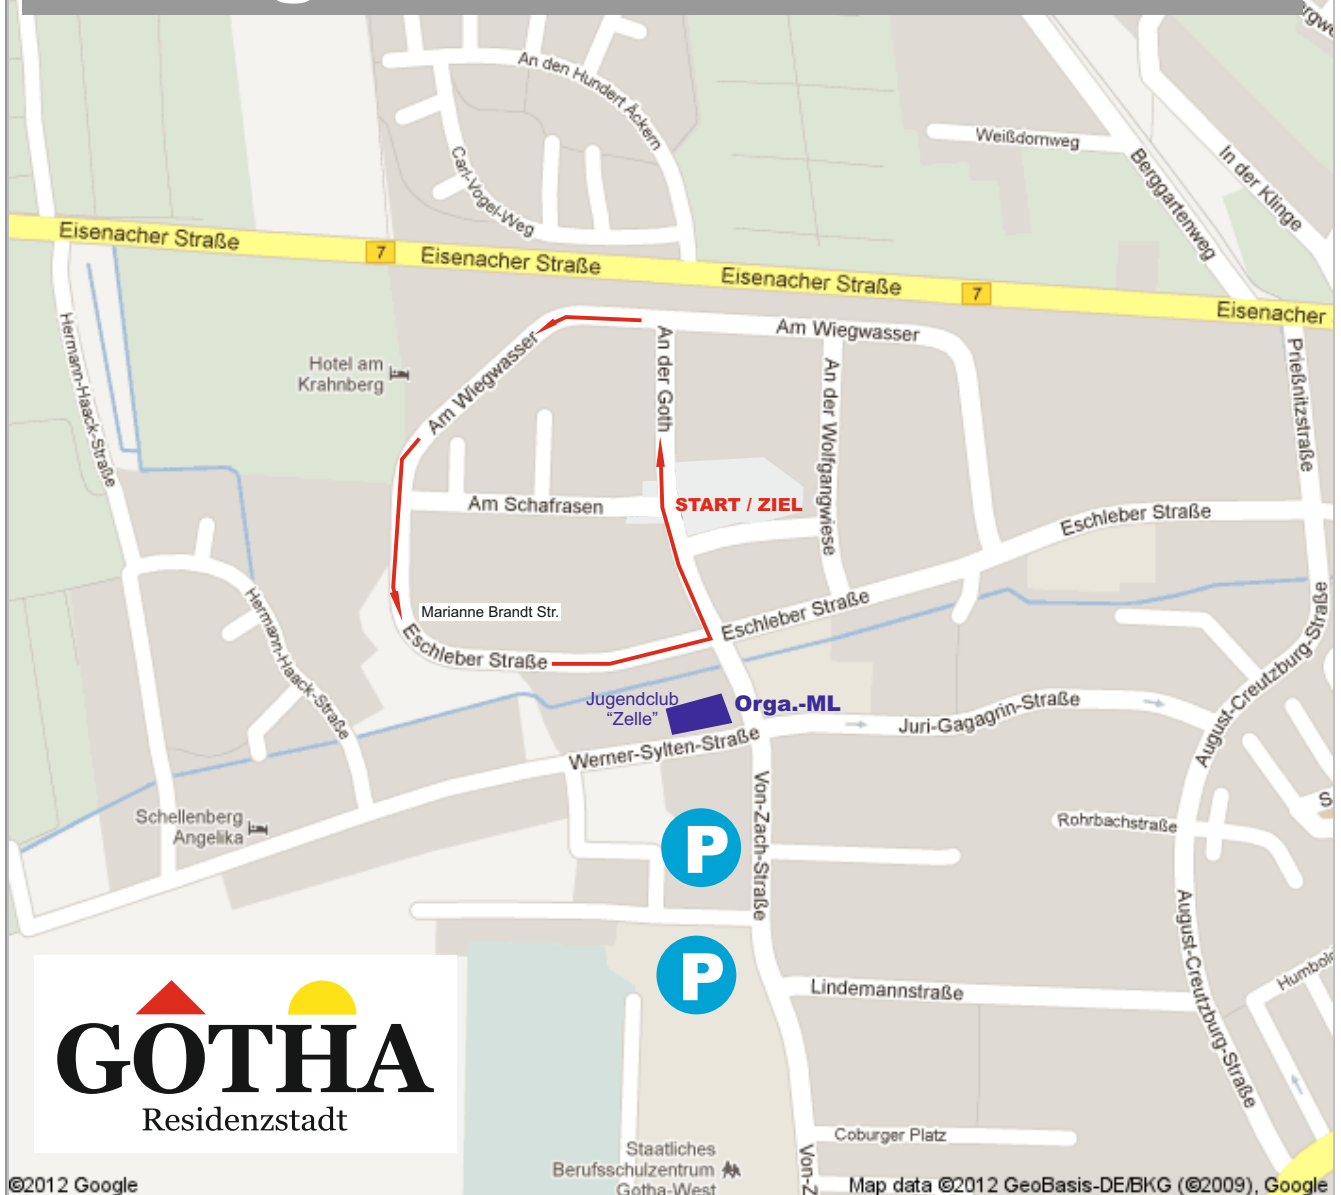 An den Hundert Äckern
Weißdornweg
In der Klinge
Berggartenweg
Carl-Vogel-Weg
Eisenacher Straße
7
Eisenacher Straße
Eisenacher Straße
7
Eisenacher
Hermann-Haack-Straße
Am Wiegwasser
An der Goth
Am Wiegwasser
Prießnitzstraße
Hotel am
Krahnberg
An der Wolfgangwiese
Am Schafrasen
START / ZIEL
Eschleber Straße
Marianne Brandt Str.
Eschleber Straße
Eschleber Straße
Hermann-Haack-Straße
August-Creutzburg-Straße
Jugendclub
“Zelle”
Orga.-ML
Juri-Gagagrin-Straße
Werner-Sylten-Straße
Von-Zach-Straße
Schellenberg
Angelika
Rohrbachstraße
P
August-Creutzburg-Straße
P
Lindemannstraße
GOTHA
Residenzstadt
Coburger Platz
Staatliches
Berufsschulzentrum
Gotha-West
Von-Z
©2012 Google
Map data ©2012 GeoBasis-DE/BKG (©2009), Google